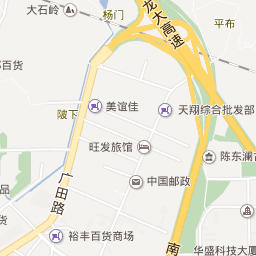 大石岭
杨门
龙大高速
平布
部百货
美谊佳
天翔综合批发部
陂下
旺发旅馆
陈东澜古
广田路
中国邮政
品
裕丰百货商场
南
华盛科技大厦